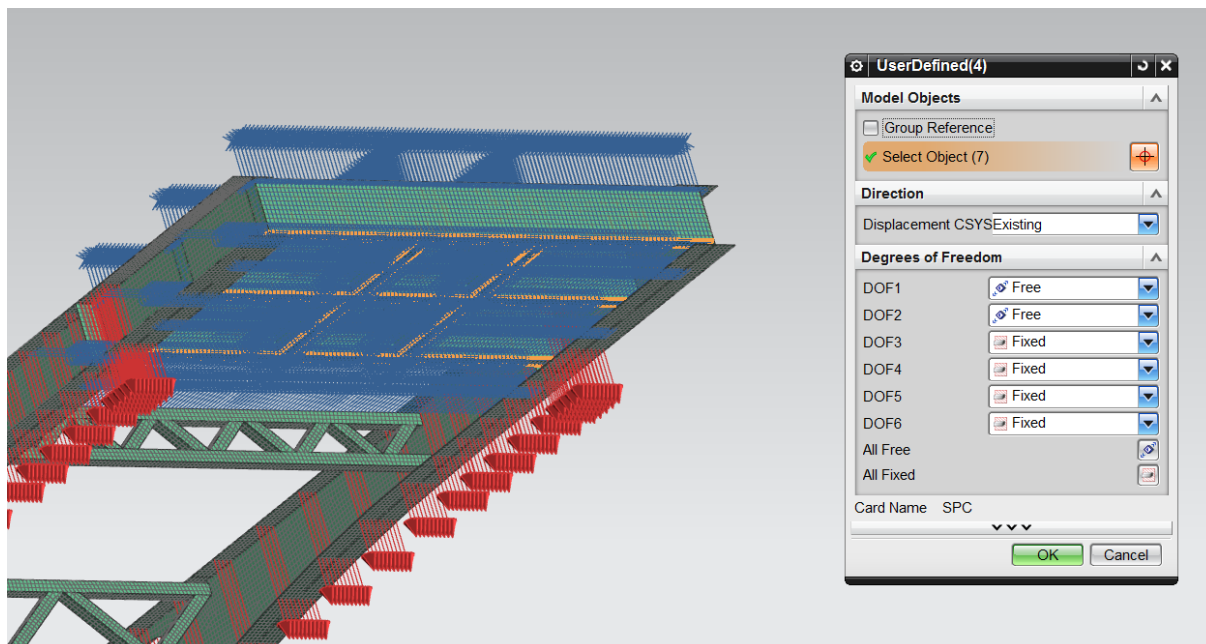 UserDefined(4)
Model Objects
Group Reference
Select Object (7)
Direction
Displacement CSYS Existing
Degrees of Freedom
DOF1 Free
DOF2 Free
DOF3 Fixed
DOF4 Fixed
DOF5 Fixed
DOF6 Fixed
All Free
All Fixed
Card Name SPC
OK Cancel